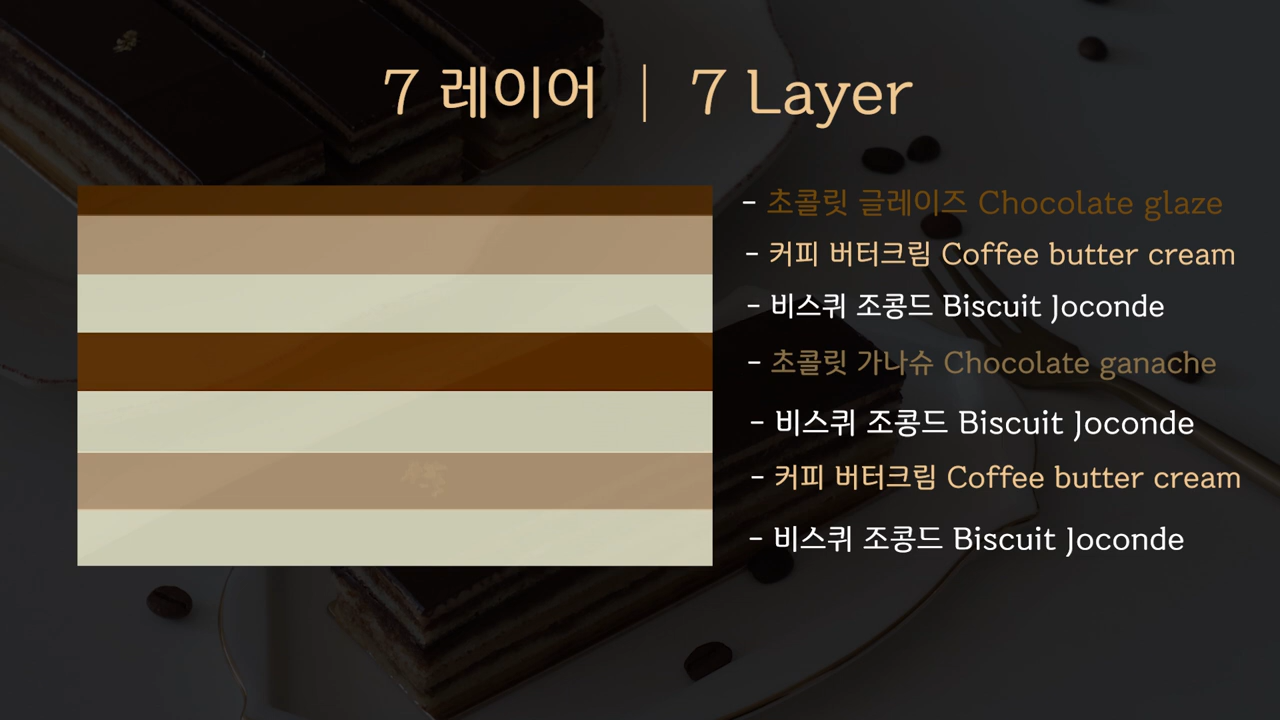 7 레이어 | 7 Layer
- 초콜릿 글레이즈 Chocolate glaze
- 커피 버터크림 Coffee butter cream
- 비스퀴 조콩드 Biscuit Joconde
- 초콜릿 가나슈 Chocolate ganache
- 비스퀴 조콩드 Biscuit Joconde
- 커피 버터크림 Coffee butter cream
- 비스퀴 조콩드 Biscuit Joconde